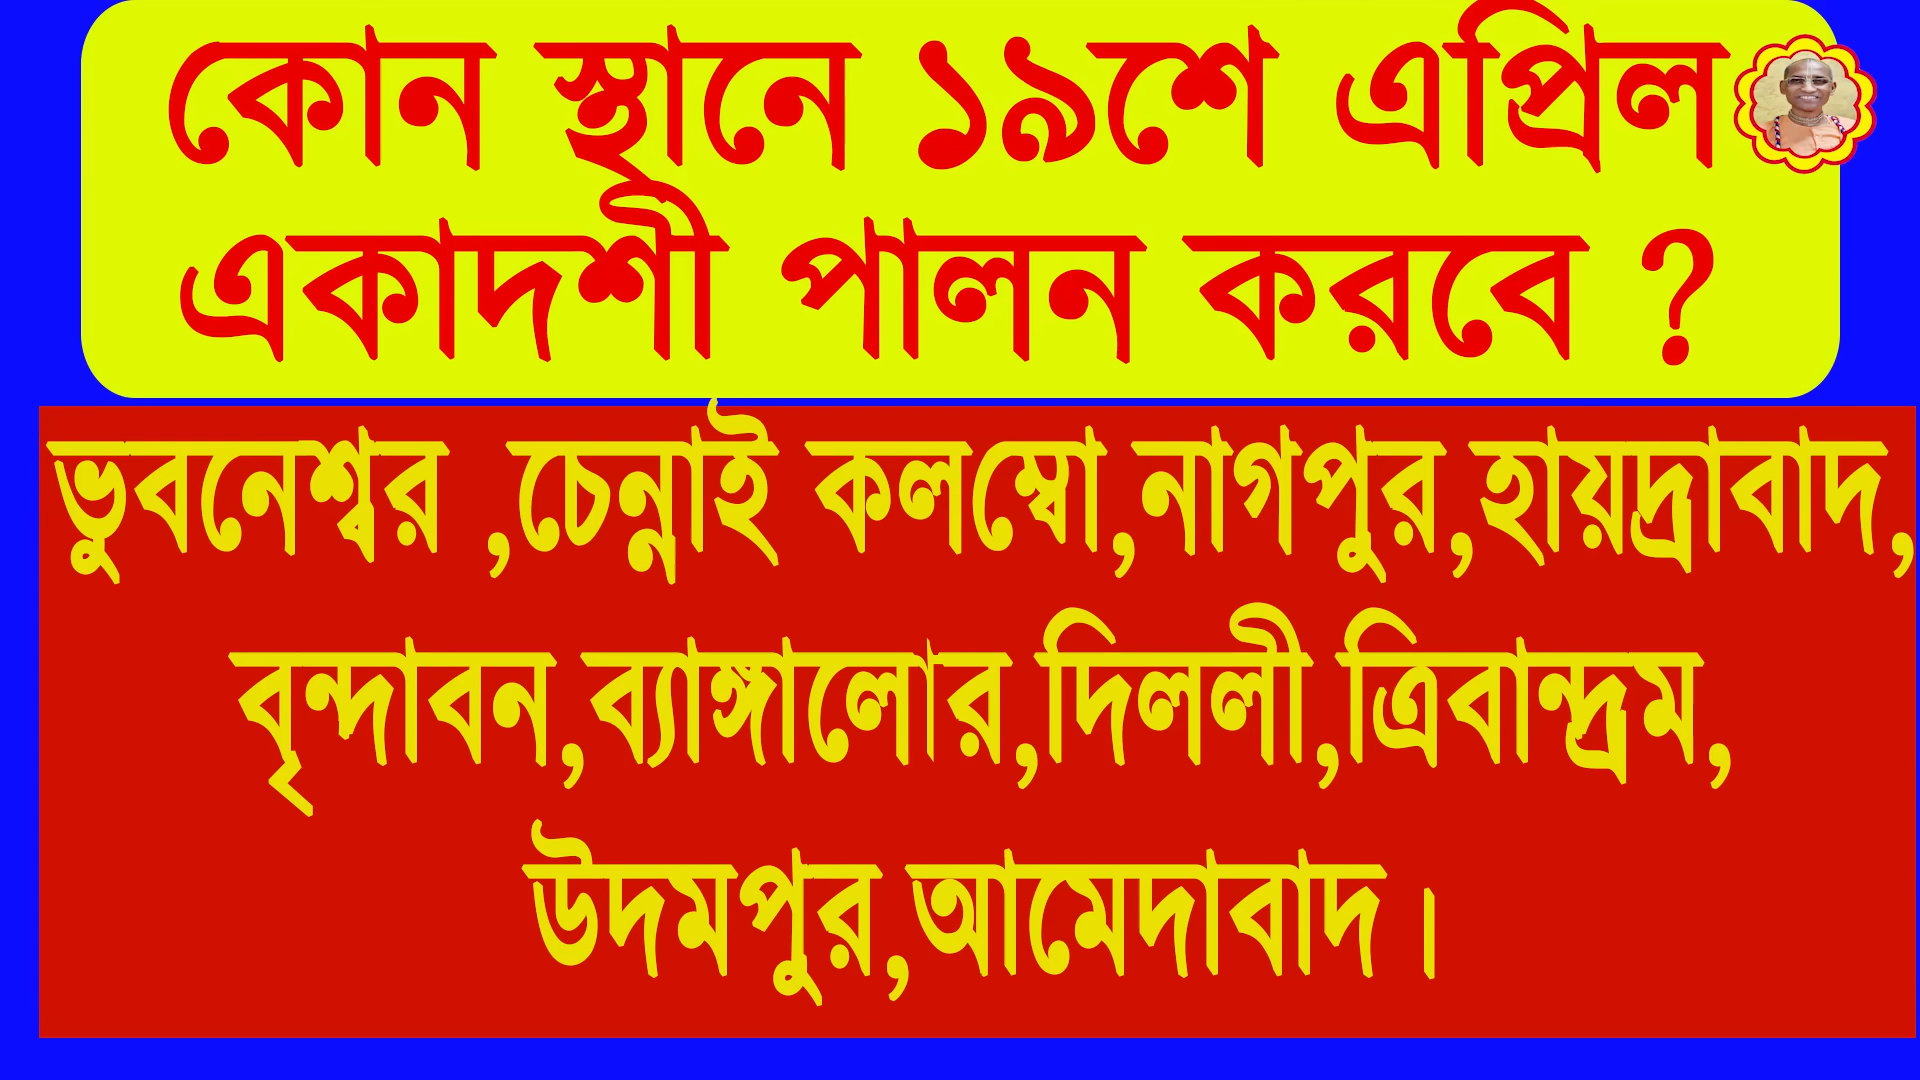 কোন স্থানে ১৯শে এপ্রিল
একাদশী পালন করবে ?
ভুবনেশ্বর ,চেন্নাই কলম্বো,নাগপুর,হায়দ্রাবাদ,
বৃন্দাবন,ব্যাঙ্গালোর,দিললী,ত্রিবান্দ্রম,
উদমপুর,আমেদাবাদ।